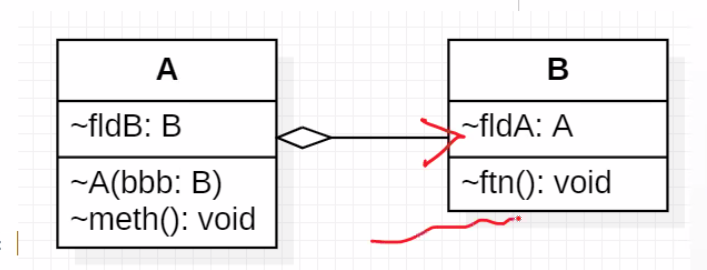 A
~fldB: B
~A(bbb: B)
~meth(): void
B
~fldA: A
~ftn(): void